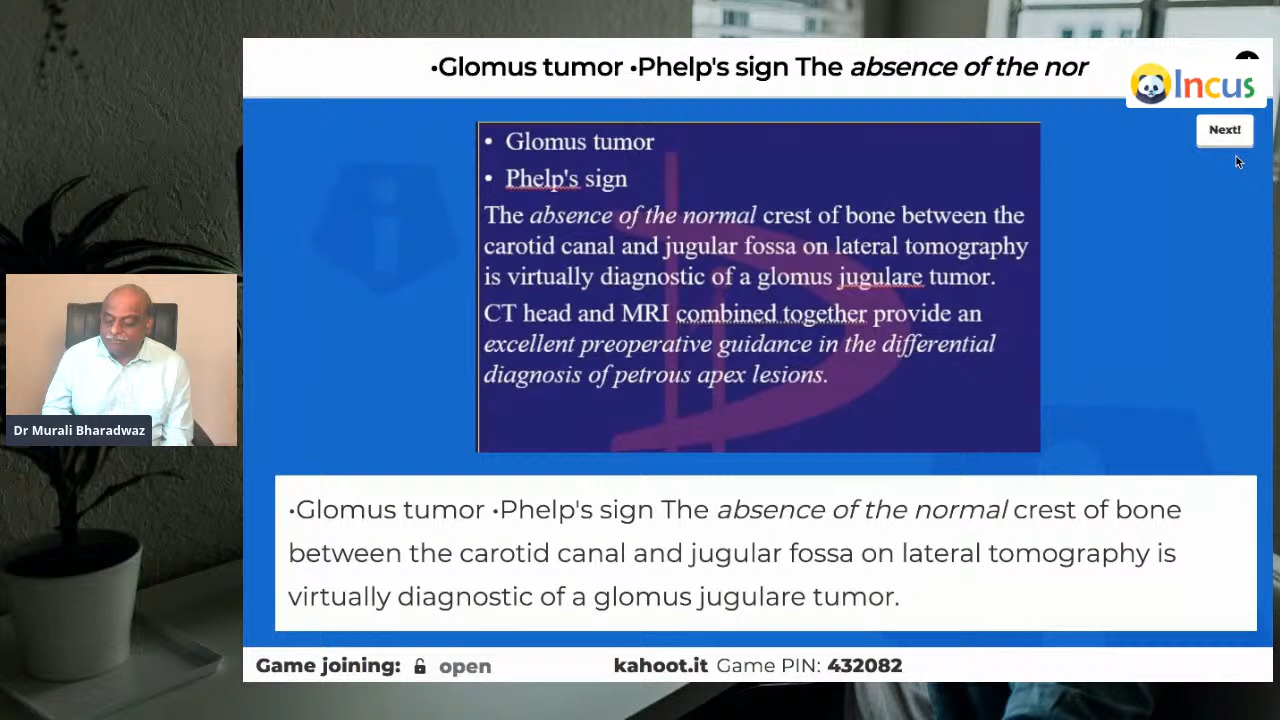 •Glomus tumor •Phelp's sign The absence of the nor
Incus
Next!
• Glomus tumor
• Phelp's sign
The absence of the normal crest of bone between the
carotid canal and jugular fossa on lateral tomography
is virtually diagnostic of a glomus jugulare tumor.
CT head and MRI combined together provide an
excellent preoperative guidance in the differential
diagnosis of petrous apex lesions.
Dr Murali Bharadwaz
•Glomus tumor •Phelp's sign The absence of the normal crest of bone
between the carotid canal and jugular fossa on lateral tomography is
virtually diagnostic of a glomus jugulare tumor.
Game joining: open
kahoot.it Game PIN: 432082